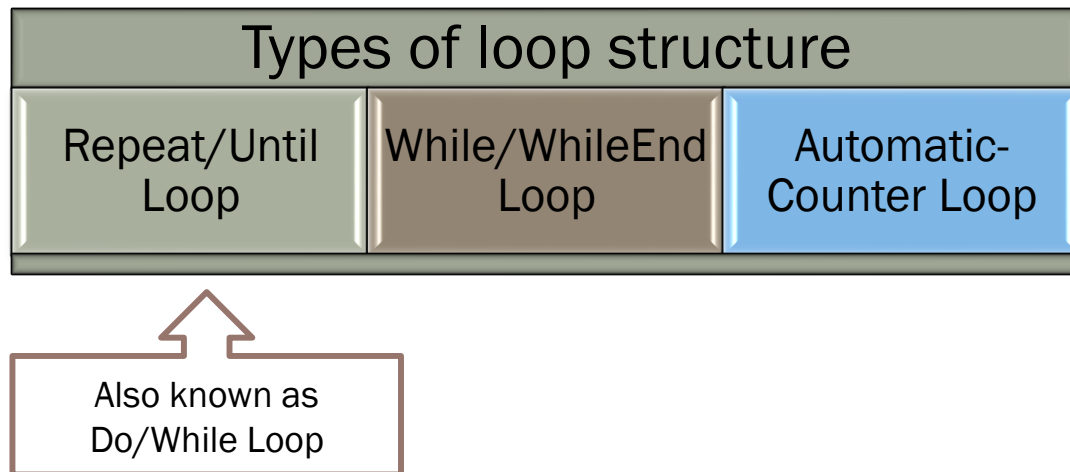 Types of loop structure
Repeat/Until
Loop
While/WhileEnd
Loop
Automatic-
Counter Loop
Also known as
Do/While Loop